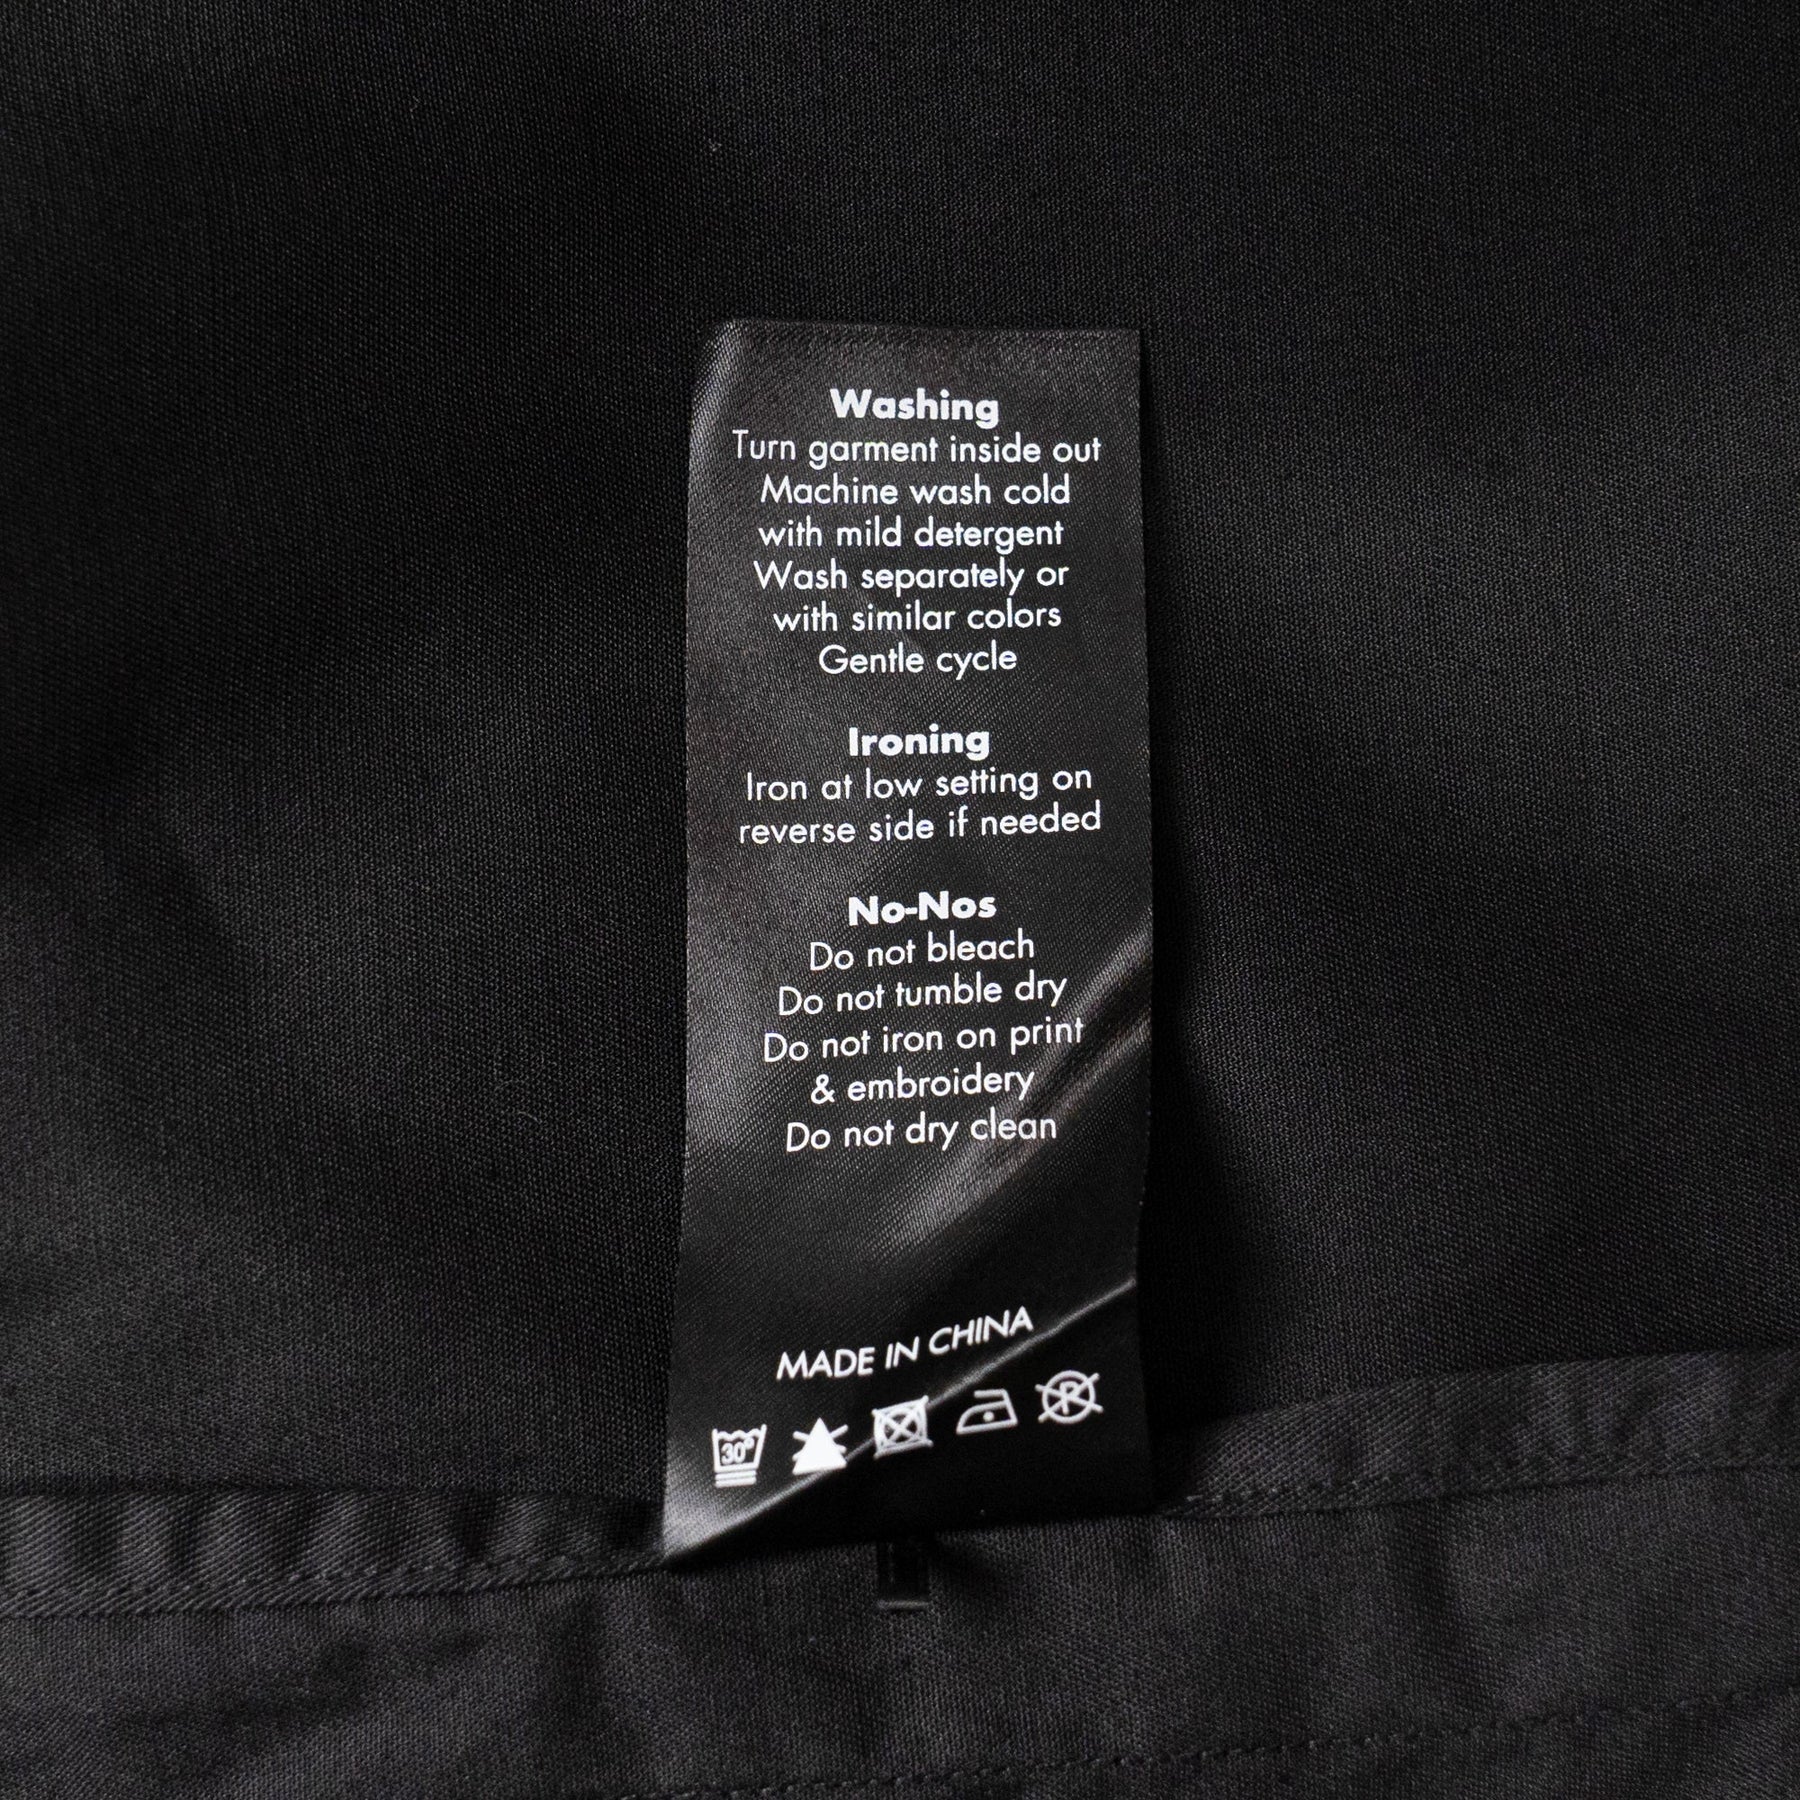 Washing
Turn garment inside out
Machine wash cold
with mild detergent
Wash separately or
with similar colors
Gentle cycle
Ironing
Iron at low setting on
reverse side if needed
No-Nos
Do not bleach
Do not tumble dry
Do not iron on print
& embroidery
Do not dry clean
MADE IN CHINA
30° P